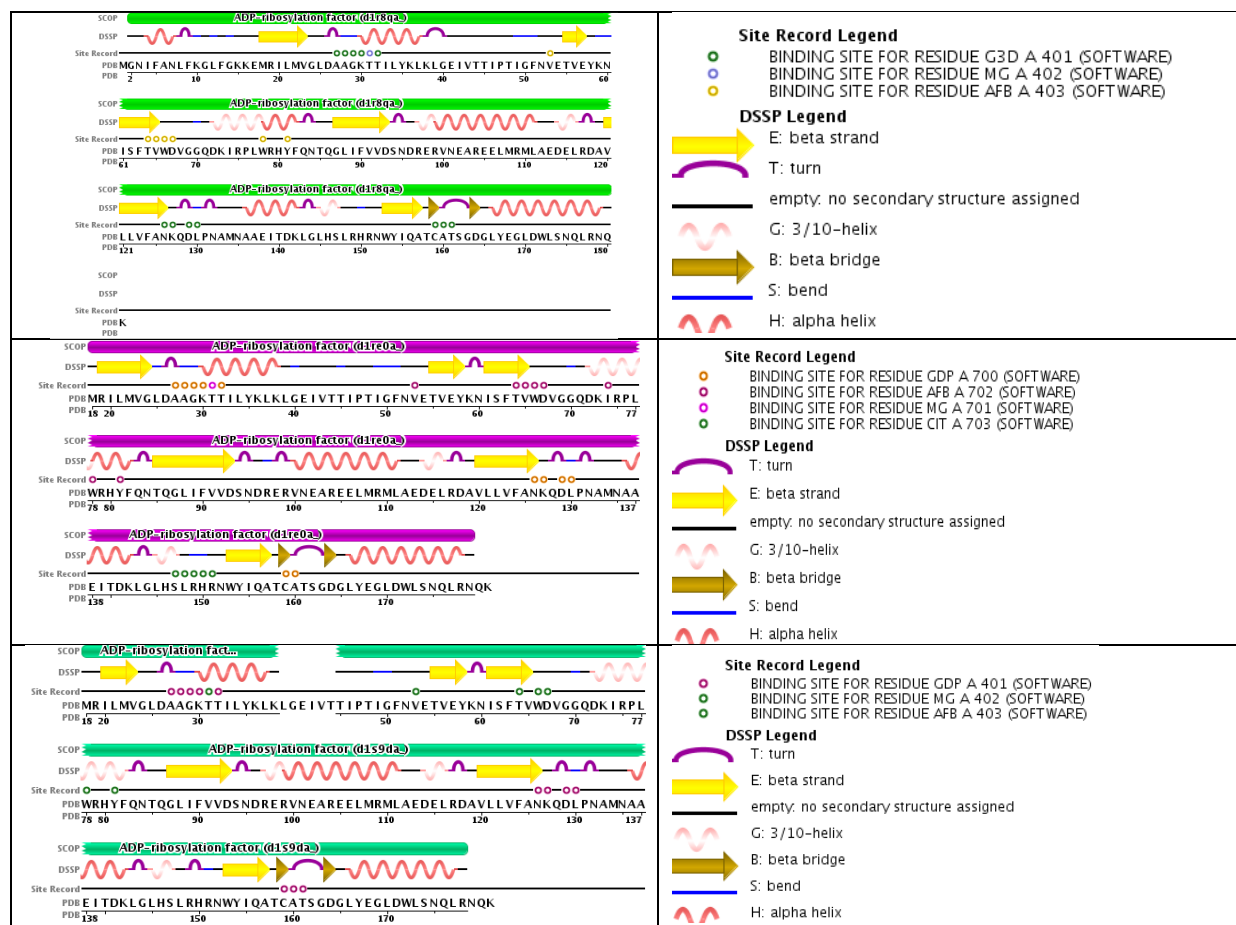 SCOP ADP-ribosylation factor (d1r8qa_)
DSSP
Site Record
PDB MGNIFANLFKGLFGKKEMRILMVGLDAAGKTTILYKLKLGEIVTTIPTIGFNVETVEYKN
PDB 2 10 20 30 40 50 60
SCOP ADP-ribosylation factor (d1r8qa_)
DSSP
Site Record
PDB ISFTVWDVGGQDKIRPLWRHYFQNTQGLIFVVDSNDRERVNEAREELMRMLAEDELRDAV
PDB 61 70 80 90 100 110 120
SCOP ADP-ribosylation factor (d1r8qa_)
DSSP
Site Record
PDB LLVFANKQDLPNAMNAAEITDKLGLHSLRHRNWYIQATCATSGDGLYEGLDWLSNQLRNQ
PDB 121 130 140 150 160 170 180
SCOP
DSSP
Site Record
PDB K
PDB
Site Record Legend
BINDING SITE FOR RESIDUE G3D A 401 (SOFTWARE)
BINDING SITE FOR RESIDUE MG A 402 (SOFTWARE)
BINDING SITE FOR RESIDUE AFB A 403 (SOFTWARE)
DSSP Legend
E: beta strand
T: turn
empty: no secondary structure assigned
G: 3/10-helix
B: beta bridge
S: bend
H: alpha helix
SCOP ADP-ribosylation factor (d1re0a_)
DSSP
Site Record
PDB MRILMVGLDAAGKTTILYKLKLGEIVTTIPTIGFNVETVEYKNISFTVWDVGGQDKIRPL
PDB 18 20 30 40 50 60 70 77
SCOP ADP-ribosylation factor (d1re0a_)
DSSP
Site Record
PDB WRHYFQNTQGLIFVVDSNDRERVNEAREELMRMLAEDELRDAVLLVFANKQDLPNAMNAA
PDB 78 80 90 100 110 120 130 137
SCOP ADP-ribosylation factor (d1re0a_)
DSSP
Site Record
PDB EITDKLGLHSLRHRNWYIQATCATSGDGLYEGLDWLSNQLRNQK
PDB 138 150 160 170
Site Record Legend
BINDING SITE FOR RESIDUE GDP A 700 (SOFTWARE)
BINDING SITE FOR RESIDUE AFB A 702 (SOFTWARE)
BINDING SITE FOR RESIDUE MG A 701 (SOFTWARE)
BINDING SITE FOR RESIDUE CIT A 703 (SOFTWARE)
DSSP Legend
T: turn
E: beta strand
empty: no secondary structure assigned
G: 3/10-helix
B: beta bridge
S: bend
H: alpha helix
SCOP ADP-ribosylation fact...
DSSP
Site Record
PDB MRILMVGLDAAGKTTILYKLKLGEIVTTIPTIGFNVETVEYKNISFTVWDVGGQDKIRPL
PDB 18 20 30 40 50 60 70 77
SCOP ADP-ribosylation factor (d1s9da_)
DSSP
Site Record
PDB WRHYFQNTQGLIFVVDSNDRERVNEAREELMRMLAEDELRDAVLLVFANKQDLPNAMNAA
PDB 78 80 90 100 110 120 130 137
SCOP ADP-ribosylation factor (d1s9da_)
DSSP
Site Record
PDB EITDKLGLHSLRHRNWYIQATCATSGDGLYEGLDWLSNQLRNQK
PDB 138 150 160 170
Site Record Legend
BINDING SITE FOR RESIDUE GDP A 401 (SOFTWARE)
BINDING SITE FOR RESIDUE MG A 402 (SOFTWARE)
BINDING SITE FOR RESIDUE AFB A 403 (SOFTWARE)
DSSP Legend
T: turn
E: beta strand
empty: no secondary structure assigned
G: 3/10-helix
B: beta bridge
S: bend
H: alpha helix